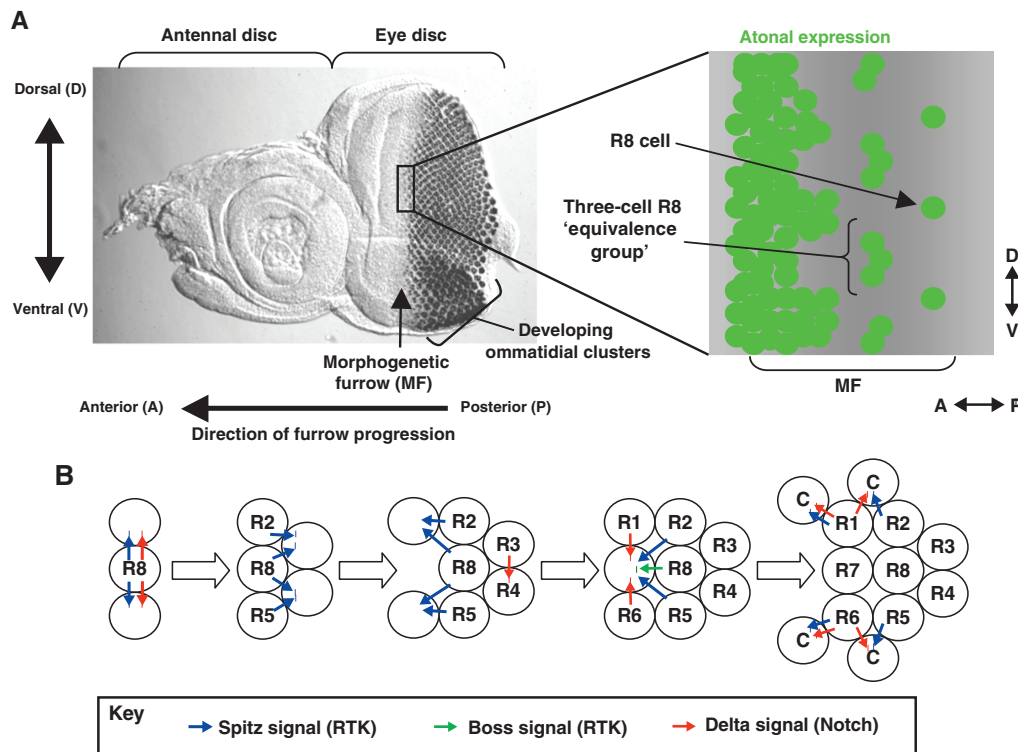 A
Antennal disc
Eye disc
Atonal expression
Dorsal (D)
Ventral (V)
R8 cell
Three-cell R8
'equivalence
group'
D
V
Developing
ommatidial clusters
Morphogenetic
furrow (MF)
MF
Anterior (A)
Posterior (P)
Direction of furrow progression
A
B
R8
R2
R8
R5
R2
R3
R8
R4
R5
R1
R2
R3
R8
R4
R6
R5
C
C
R1
R2
R3
R7
R8
R4
R6
R5
C
C
Key
Spitz signal (RTK)
Boss signal (RTK)
Delta signal (Notch)